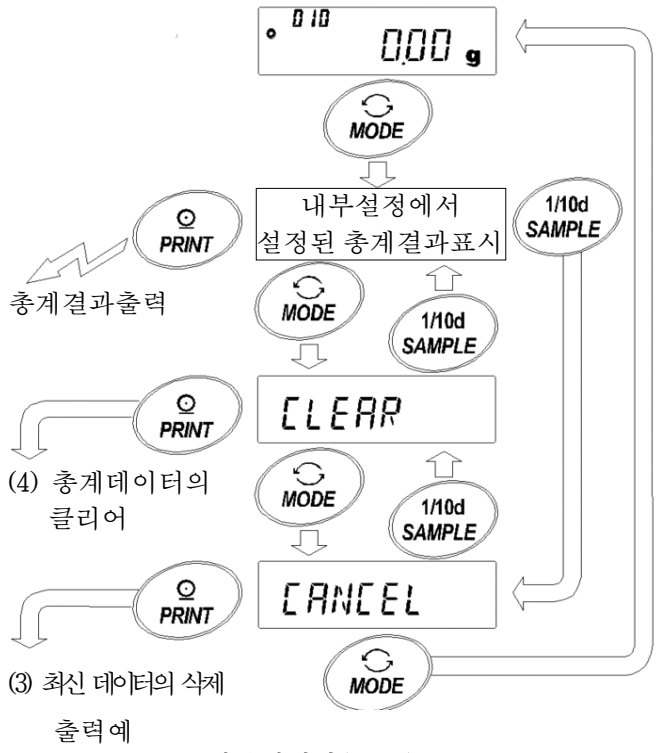 010
0.00 g
MODE
내부설정에서
설정된 총계결과표시
PRINT
1/10d
SAMPLE
총계결과출력
MODE
1/10d
SAMPLE
PRINT
CLEAR
(4) 총계데이터의
클리어
MODE
1/10d
SAMPLE
PRINT
CANCEL
(3) 최신 데이터의 삭제
MODE
출력예